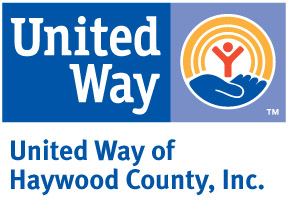 United
Way
TM
United Way of
Haywood County, Inc.